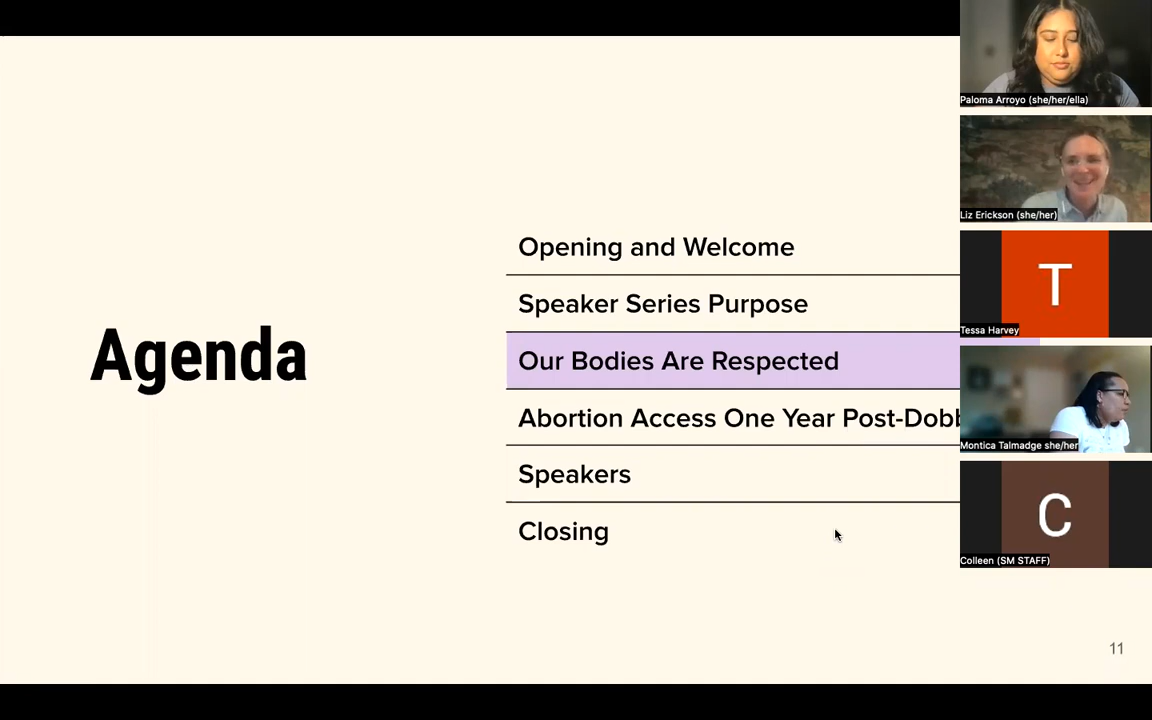 Agenda
Opening and Welcome
Speaker Series Purpose
Our Bodies Are Respected
Abortion Access One Year Post-Dobb
Speakers
Closing
11
Paloma Arroyo (she/her/ella)
Liz Erickson (she/her)
T
Tessa Harvey
Montica Talmadge she/her
C
Colleen (SM STAFF)